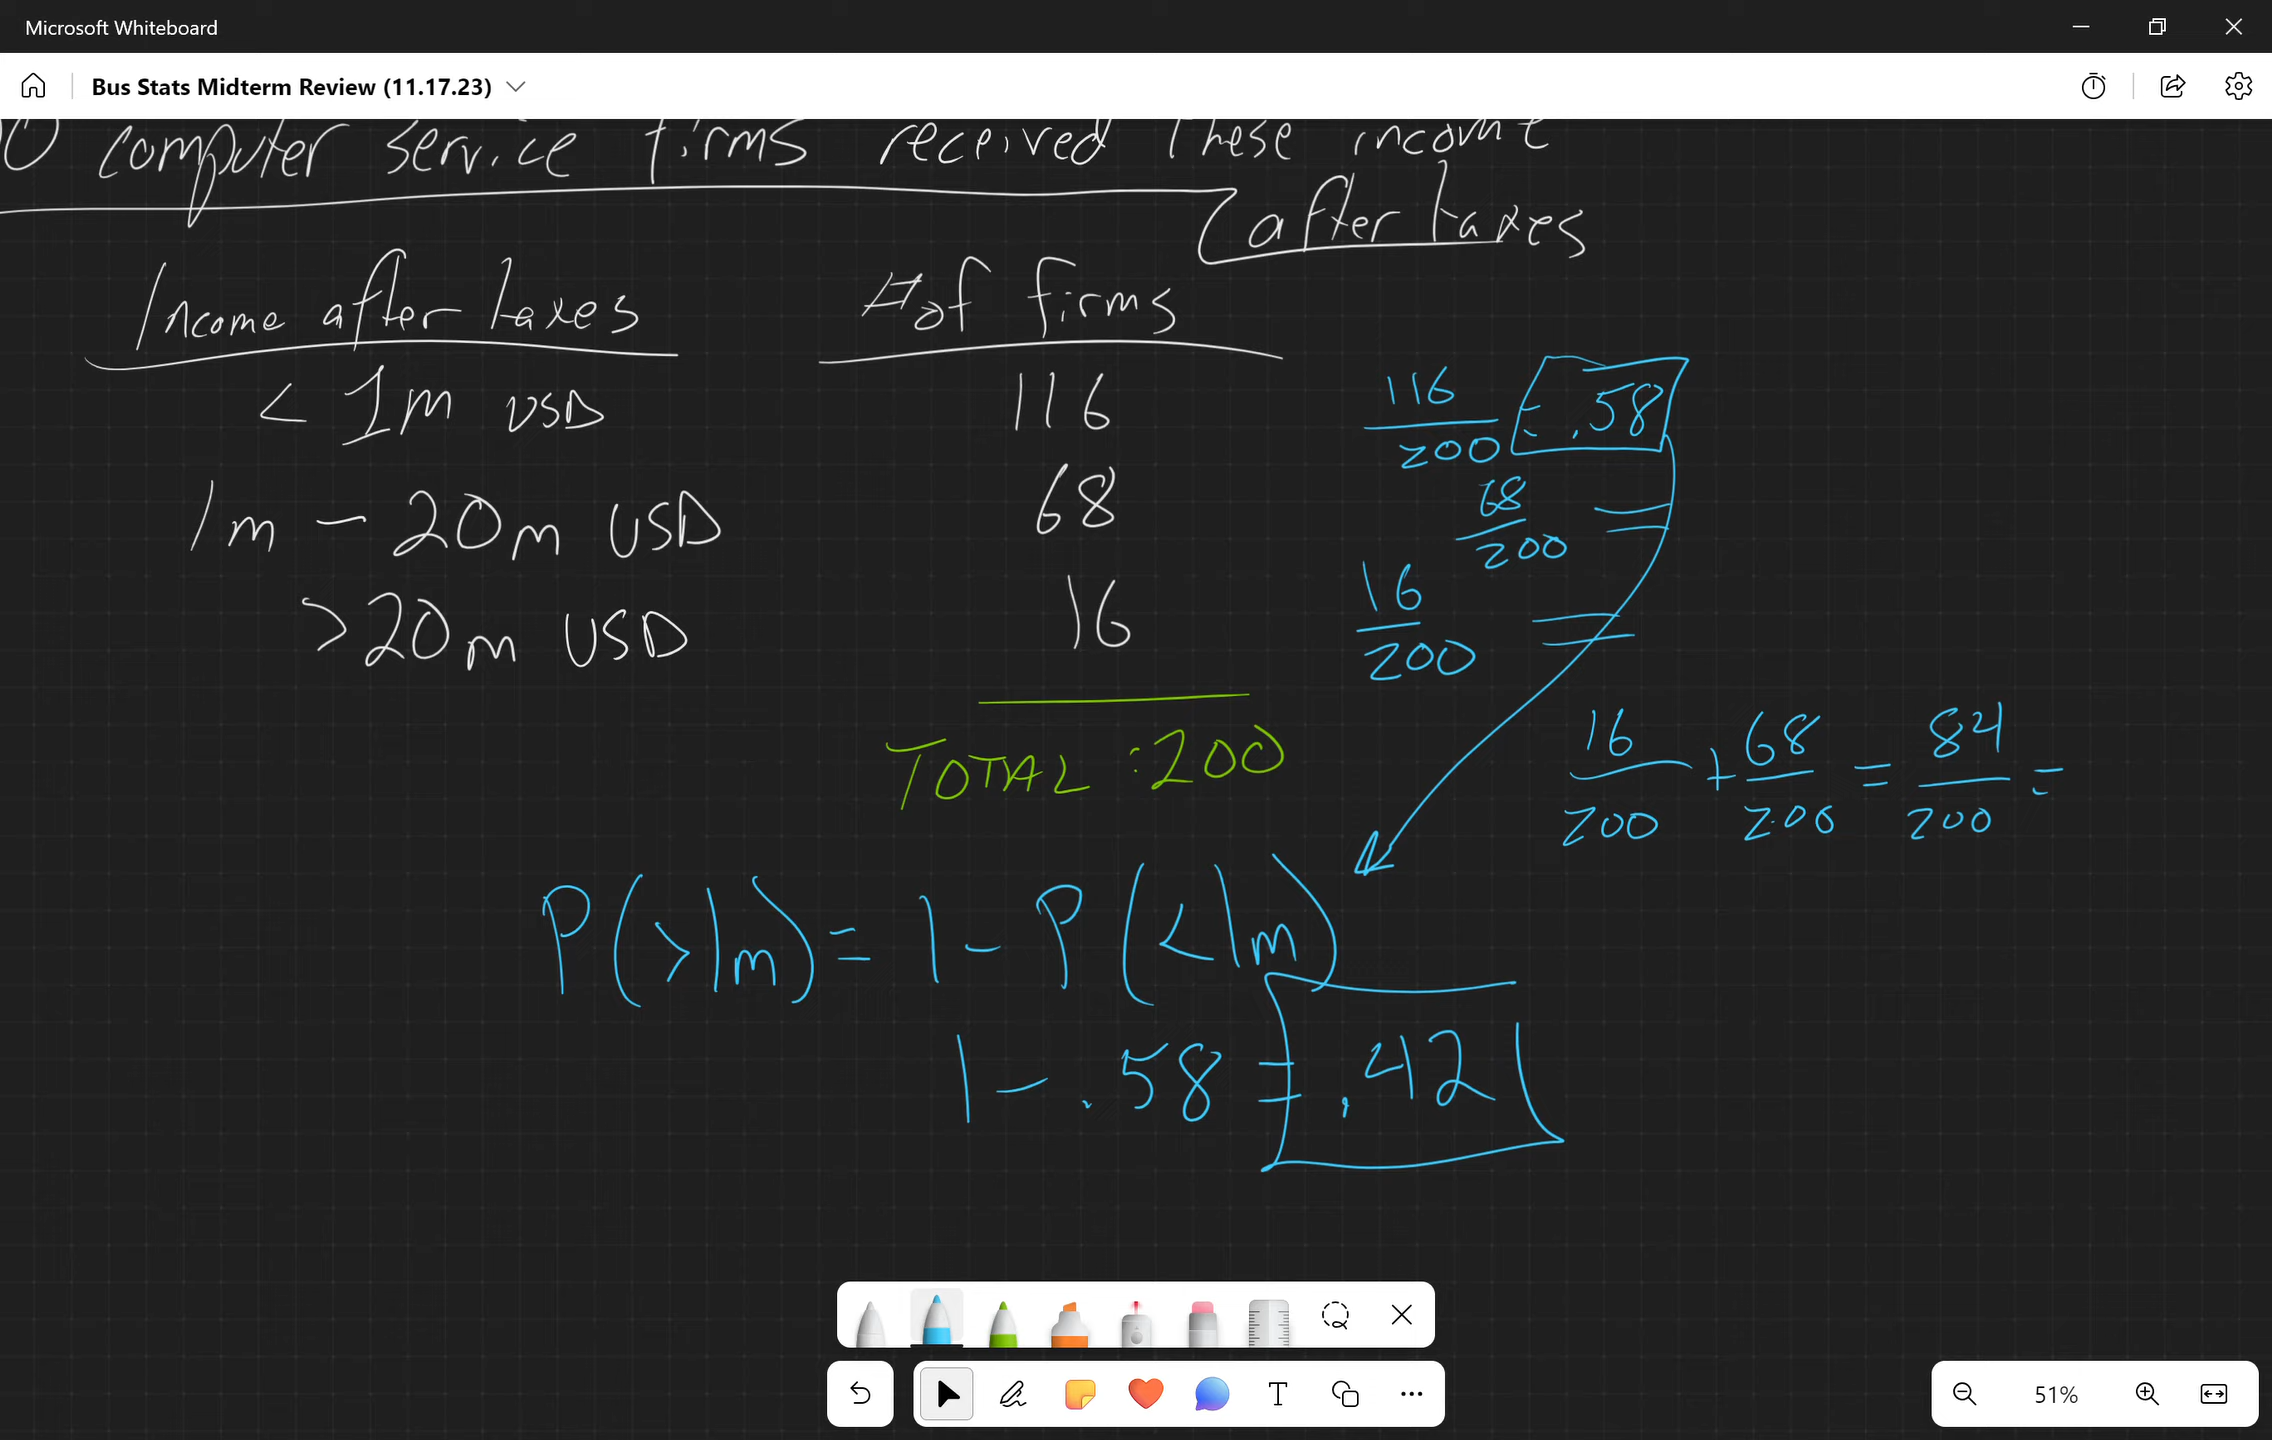 Microsoft Whiteboard
Bus Stats Midterm Review (11.17.23)
0 computer service firms received these income
after taxes
Income after taxes # of firms
< 1m USD 116
116/200 = .58
1m - 20m USD 68
68/200 =
>20m USD 16
16/200 =
TOTAL: 200
16/200 + 68/200 = 84/200 =
P(>1m) = 1 - P(<1m)
1 - .58 = .42
T
51%